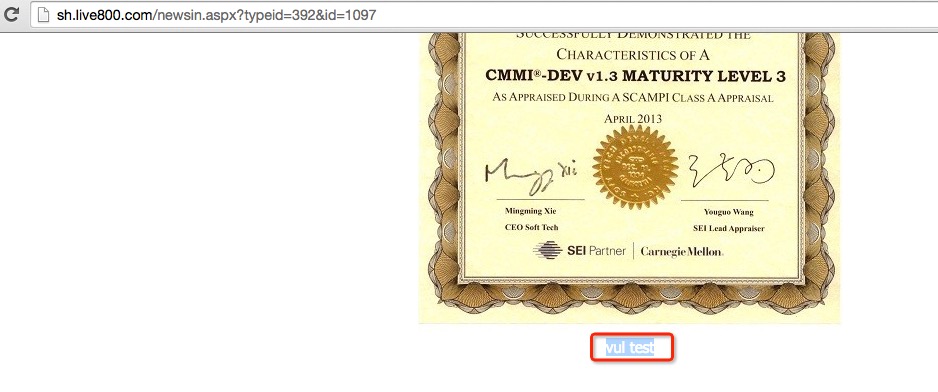 sh.live800.com/newsin.aspx?typeid=392&id=1097
SUCCESSFULLY DEMONSTRATED THE
CHARACTERISTICS OF A
CMMI®-DEV v1.3 MATURITY LEVEL 3
AS APPRAISED DURING A SCAMPI CLASS A APPRAISAL
APRIL 2013
Mingming Xie
CEO Soft Tech
Youguo Wang
SEI Lead Appraiser
SEI Partner
Carnegie Mellon.
vul test